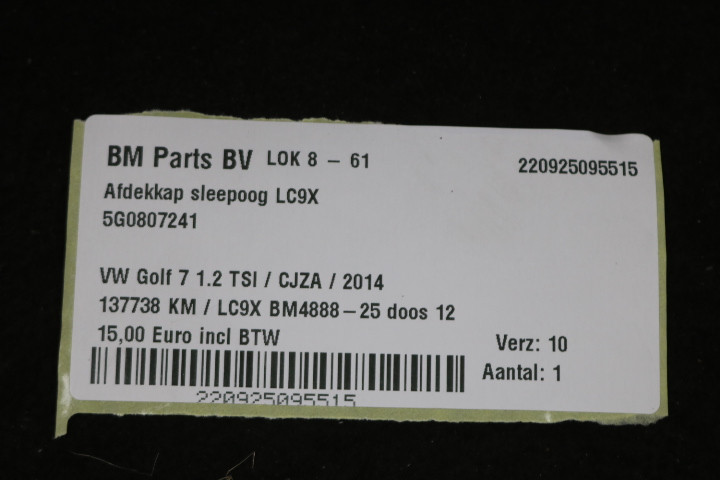 BM Parts BV LOK 8 - 61 220925095515
Afdekkap sleepoog LC9X
5G0807241
VW Golf 7 1.2 TSI / CJZA / 2014
137738 KM / LC9X BM4888-25 doos 12
15,00 Euro incl BTW
Verz: 10
Aantal: 1
220925095515